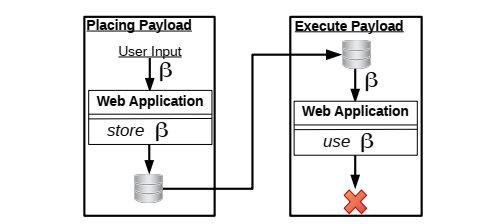 Placing Payload
User Input
β
Web Application
store β
Execute Payload
β
Web Application
use β